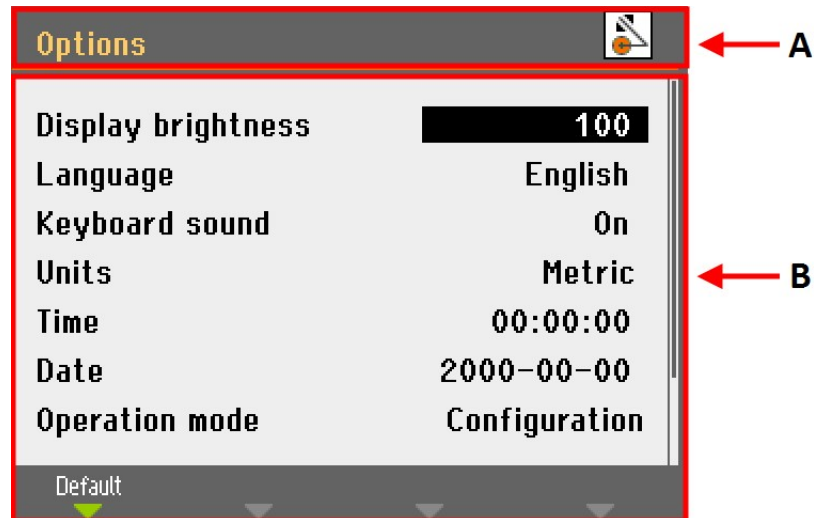 Options
A
Display brightness 100
Language English
Keyboard sound On
Units Metric
B
Time 00:00:00
Date 2000-00-00
Operation mode Configuration
Default